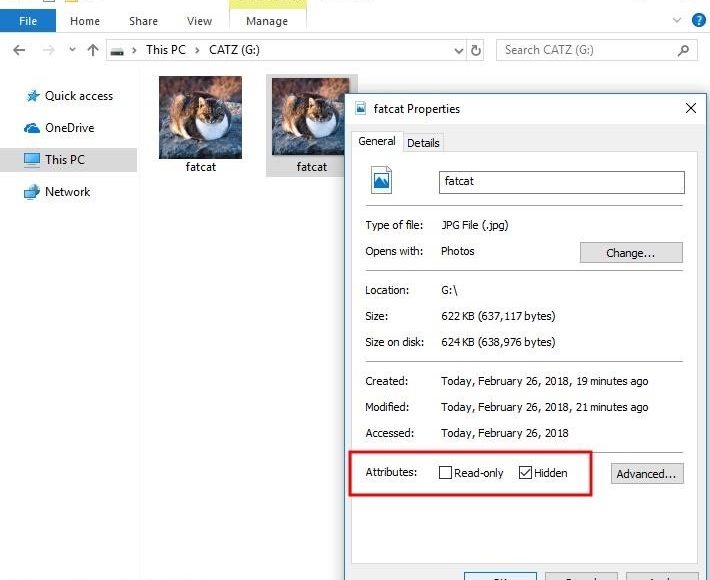 File
Home
Share
View
Manage
This PC
CATZ (G:)
Search CATZ (G:)
Quick access
OneDrive
This PC
Network
fatcat
fatcat
fatcat Properties
General
Details
fatcat
Type of file: JPG File (.jpg)
Opens with: Photos
Change...
Location: G:\
Size: 622 KB (637,117 bytes)
Size on disk: 624 KB (638,976 bytes)
Created: Today, February 26, 2018, 19 minutes ago
Modified: Today, February 26, 2018, 21 minutes ago
Accessed: Today, February 26, 2018
Attributes: Read-only Hidden
Advanced...